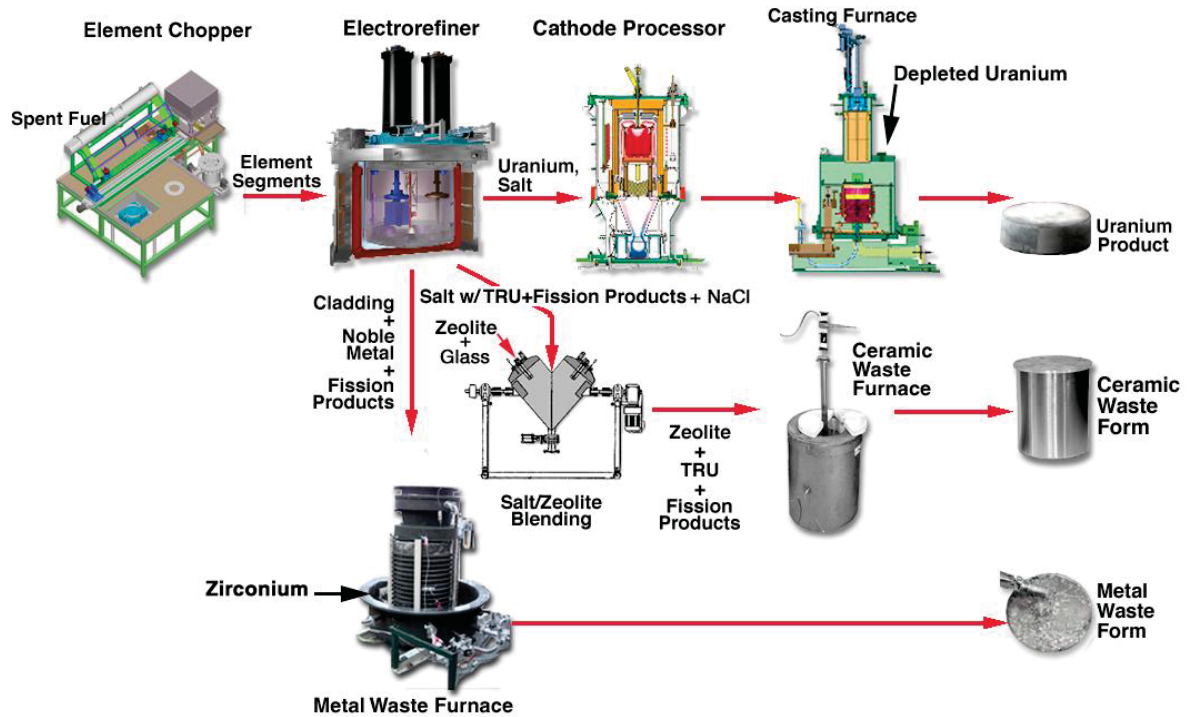 Element Chopper
Electrorefiner
Cathode Processor
Casting Furnace
Depleted Uranium
Spent Fuel
Element
Segments
Uranium,
Salt
Uranium
Product
Cladding
+
Noble
Metal
+
Fission
Products
Salt w/TRU+Fission Products + NaCl
Zeolite
+
Glass
Salt/Zeolite
Blending
Zeolite
+
TRU
+
Fission
Products
Ceramic
Waste
Furnace
Ceramic
Waste
Form
Zirconium
Metal Waste Furnace
Metal
Waste
Form